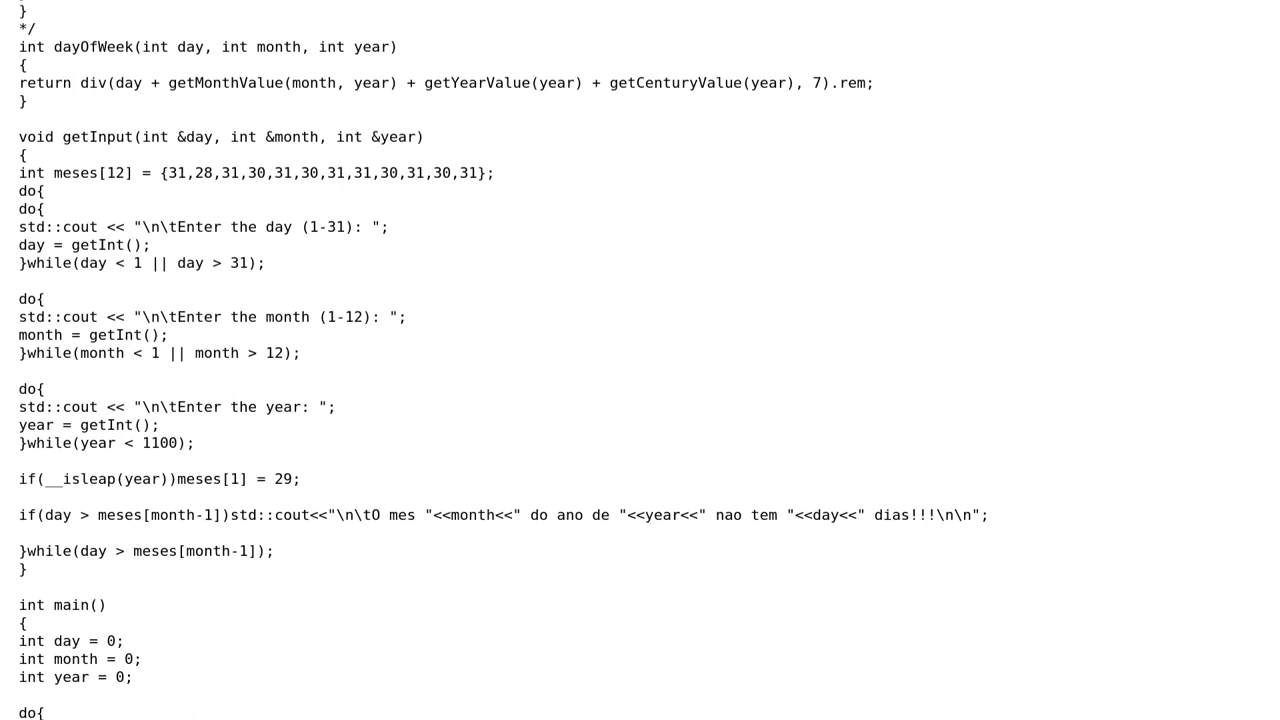 }
*/
int dayOfWeek(int day, int month, int year)
{
return div(day + getMonthValue(month, year) + getYearValue(year) + getCenturyValue(year), 7).rem;
}

void getInput(int &day, int &month, int &year)
{
int meses[12] = {31,28,31,30,31,30,31,31,30,31,30,31};
do{
do{
std::cout << "\n\tEnter the day (1-31): ";
day = getInt();
}while(day < 1 || day > 31);

do{
std::cout << "\n\tEnter the month (1-12): ";
month = getInt();
}while(month < 1 || month > 12);

do{
std::cout << "\n\tEnter the year: ";
year = getInt();
}while(year < 1100);

if(__isleap(year))meses[1] = 29;

if(day > meses[month-1])std::cout<<"\n\tO mes "<<month<<" do ano de "<<year<<" nao tem "<<day<<" dias!!!\n\n";

}while(day > meses[month-1]);
}

int main()
{
int day = 0;
int month = 0;
int year = 0;

do{